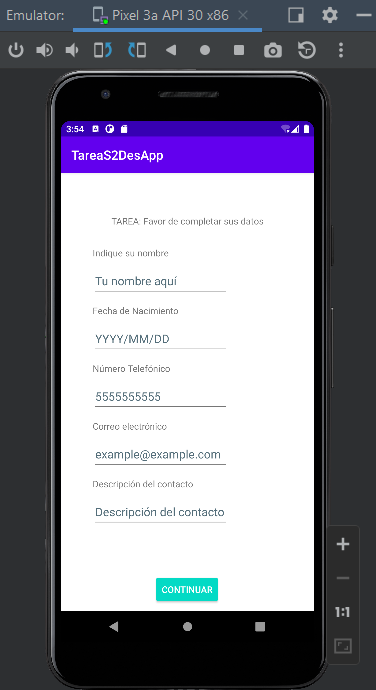 Emulator: Pixel 3a API 30 x86
3:54
TareaS2DesApp
TAREA: Favor de completar sus datos
Indique su nombre
Tu nombre aquí
Fecha de Nacimiento
YYYY/MM/DD
Número Telefónico
5555555555
Correo electrónico
example@example.com
Descripción del contacto
Descripción del contacto
CONTINUAR
1:1